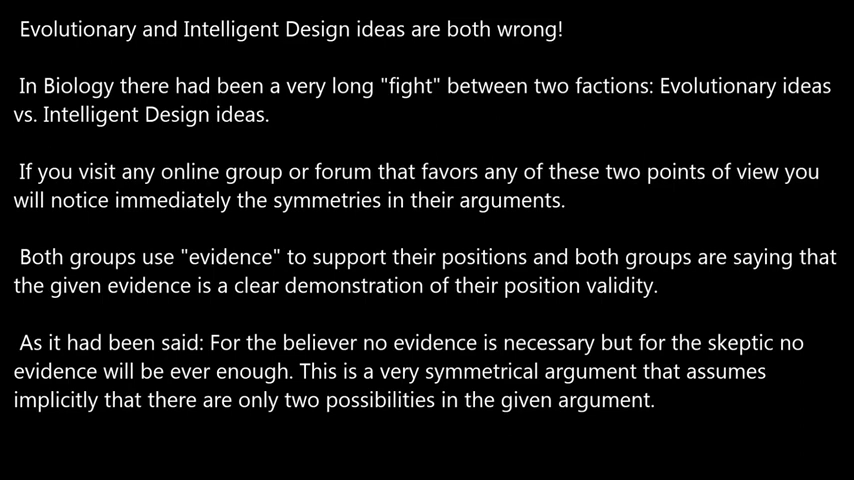 Evolutionary and Intelligent Design ideas are both wrong!
In Biology there had been a very long "fight" between two factions: Evolutionary ideas
vs. Intelligent Design ideas.
If you visit any online group or forum that favors any of these two points of view you
will notice immediately the symmetries in their arguments.
Both groups use "evidence" to support their positions and both groups are saying that
the given evidence is a clear demonstration of their position validity.
As it had been said: For the believer no evidence is necessary but for the skeptic no
evidence will be ever enough. This is a very symmetrical argument that assumes
implicitly that there are only two possibilities in the given argument.